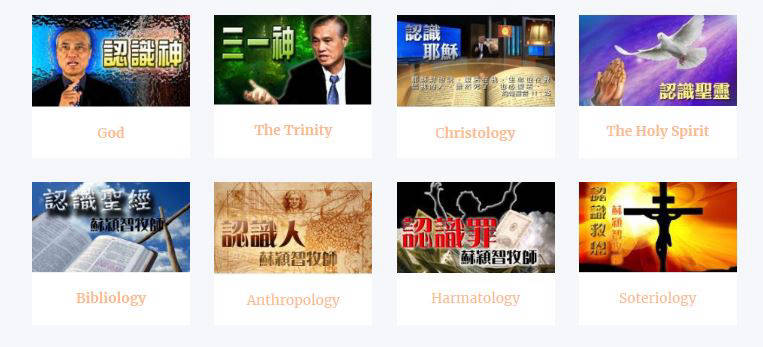 認識神
God
三一神
The Trinity
認識
耶穌
Christology
認識聖靈
The Holy Spirit
認識聖經
蘇穎智牧師
Bibliology
認識人
蘇穎智牧師
Anthropology
認識罪
蘇穎智牧師
Harmatology
認識救恩
蘇穎智牧師
Soteriology